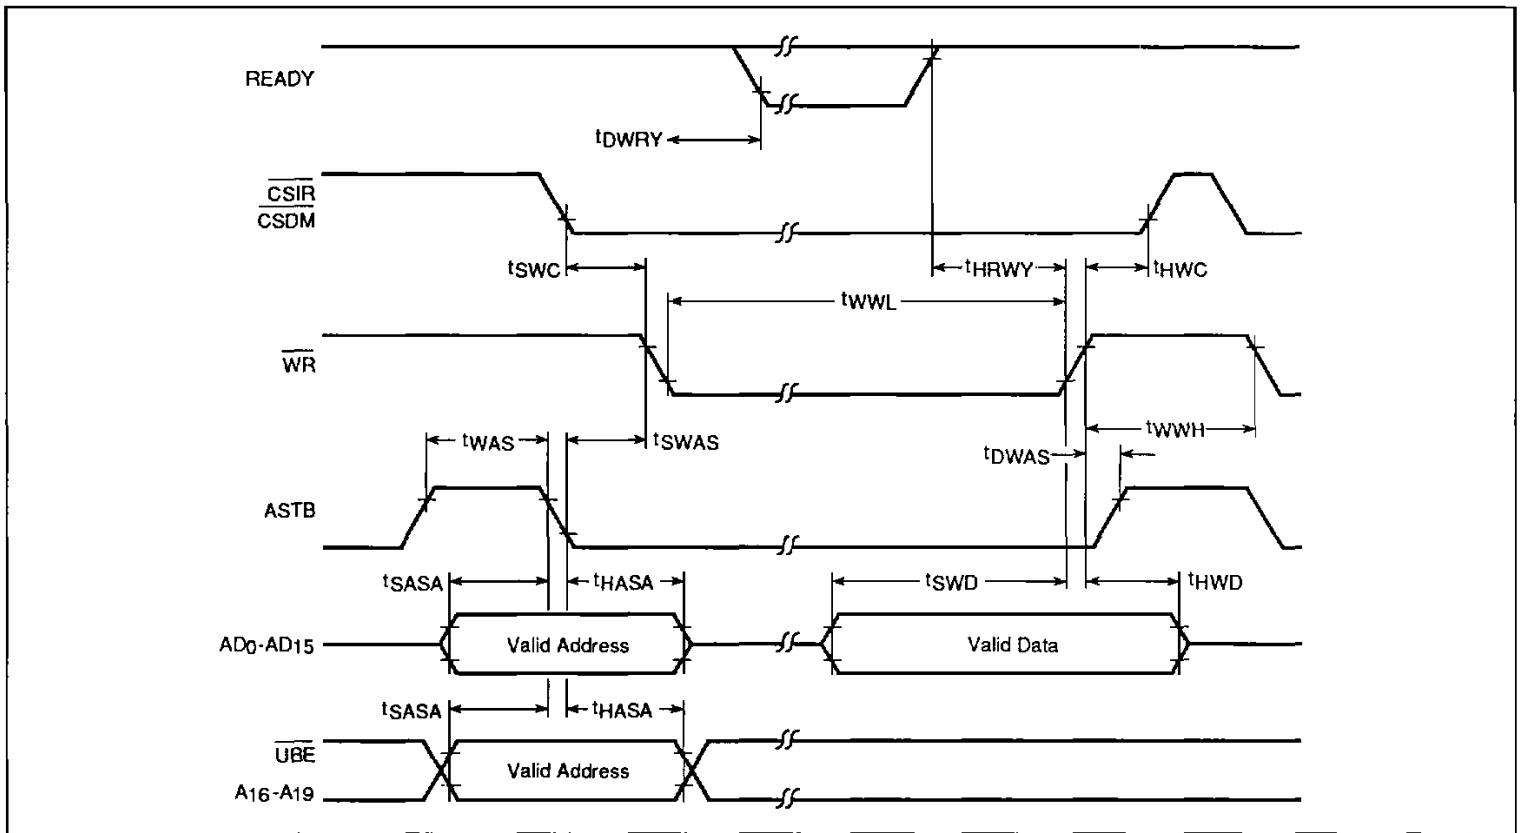 READY
tDWRY
CSIR
CSDM
tSWC
tHRWY
tHWC
tWWL
WR
tWAS
tSWAS
tWWH
tDWAS
ASTB
tSASA
tHASA
tSWD
tHWD
AD0-AD15
Valid Address
Valid Data
tSASA
tHASA
UBE
Valid Address
A16-A19